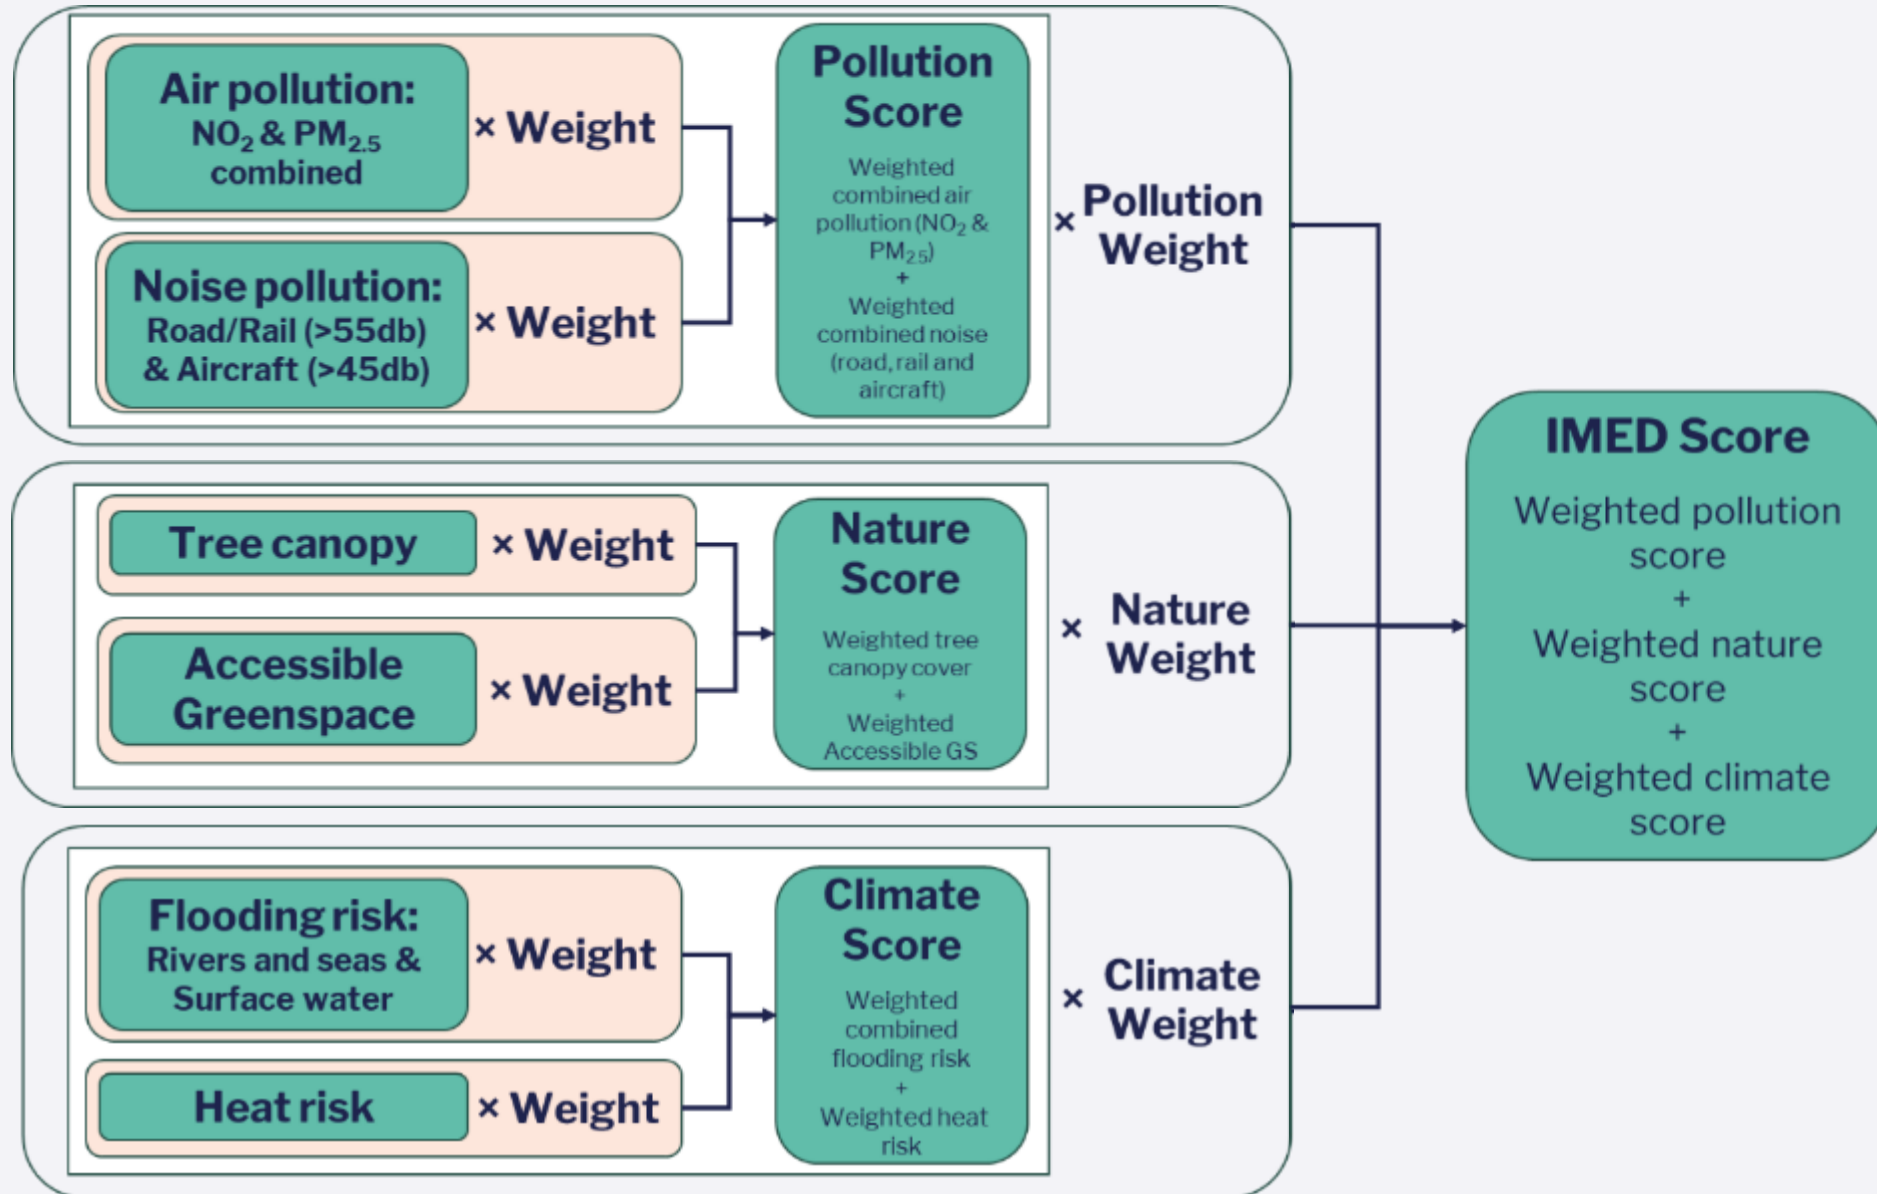 Air pollution:
NO₂ & PM₂.₅
combined
× Weight
Noise pollution:
Road/Rail (>55db)
& Aircraft (>45db)
× Weight
Pollution
Score
Weighted
combined air
pollution (NO₂ &
PM₂.₅)
+
Weighted
combined noise
(road, rail and
aircraft)
× Pollution
Weight
Tree canopy
× Weight
Accessible
Greenspace
× Weight
Nature
Score
Weighted tree
canopy cover
+
Weighted
Accessible GS
× Nature
Weight
Flooding risk:
Rivers and seas &
Surface water
× Weight
Heat risk
× Weight
Climate
Score
Weighted
combined
flooding risk
+
Weighted heat
risk
× Climate
Weight
IMED Score
Weighted pollution
score
+
Weighted nature
score
+
Weighted climate
score